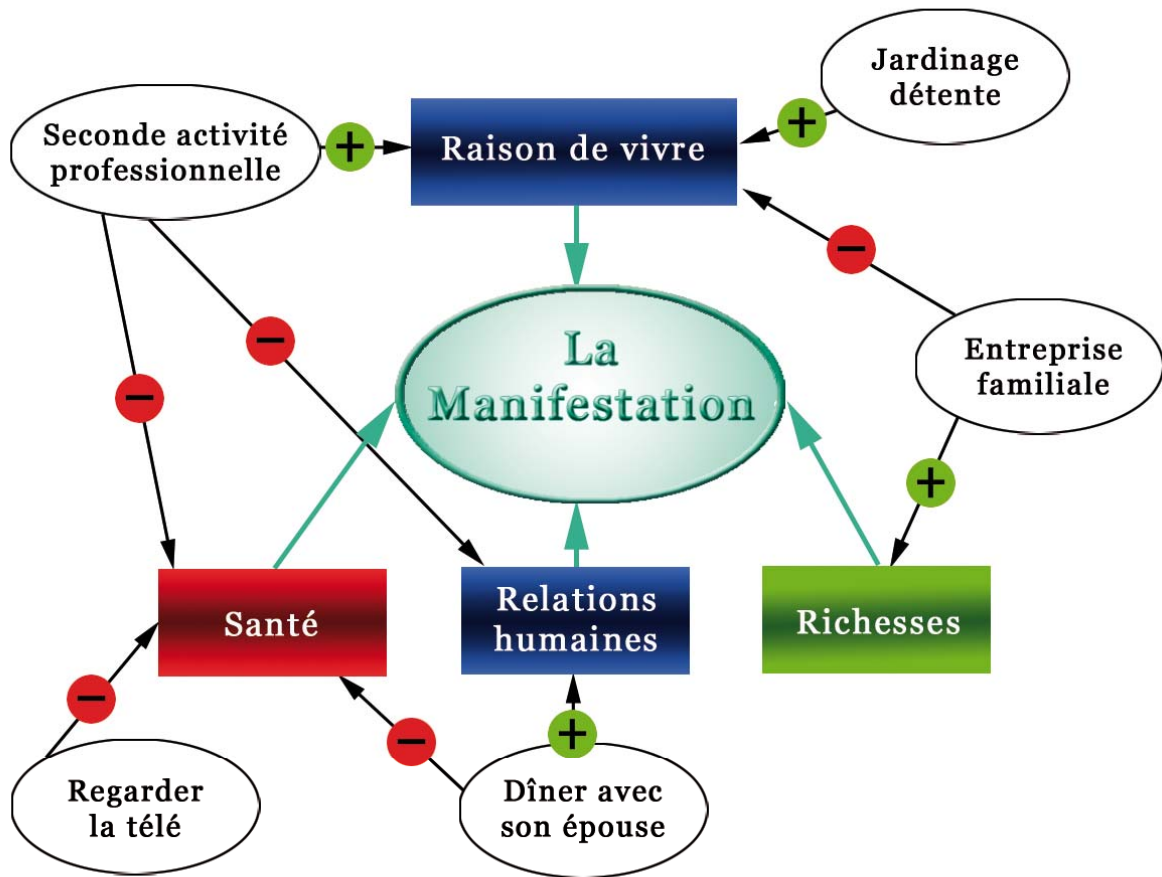 Jardinage
détente
Seconde activité
professionnelle
+
Raison de vivre
+
−
La
Manifestation
Entreprise
familiale
−
−
+
Santé
Relations
humaines
Richesses
−
−
+
Regarder
la télé
Dîner avec
son épouse